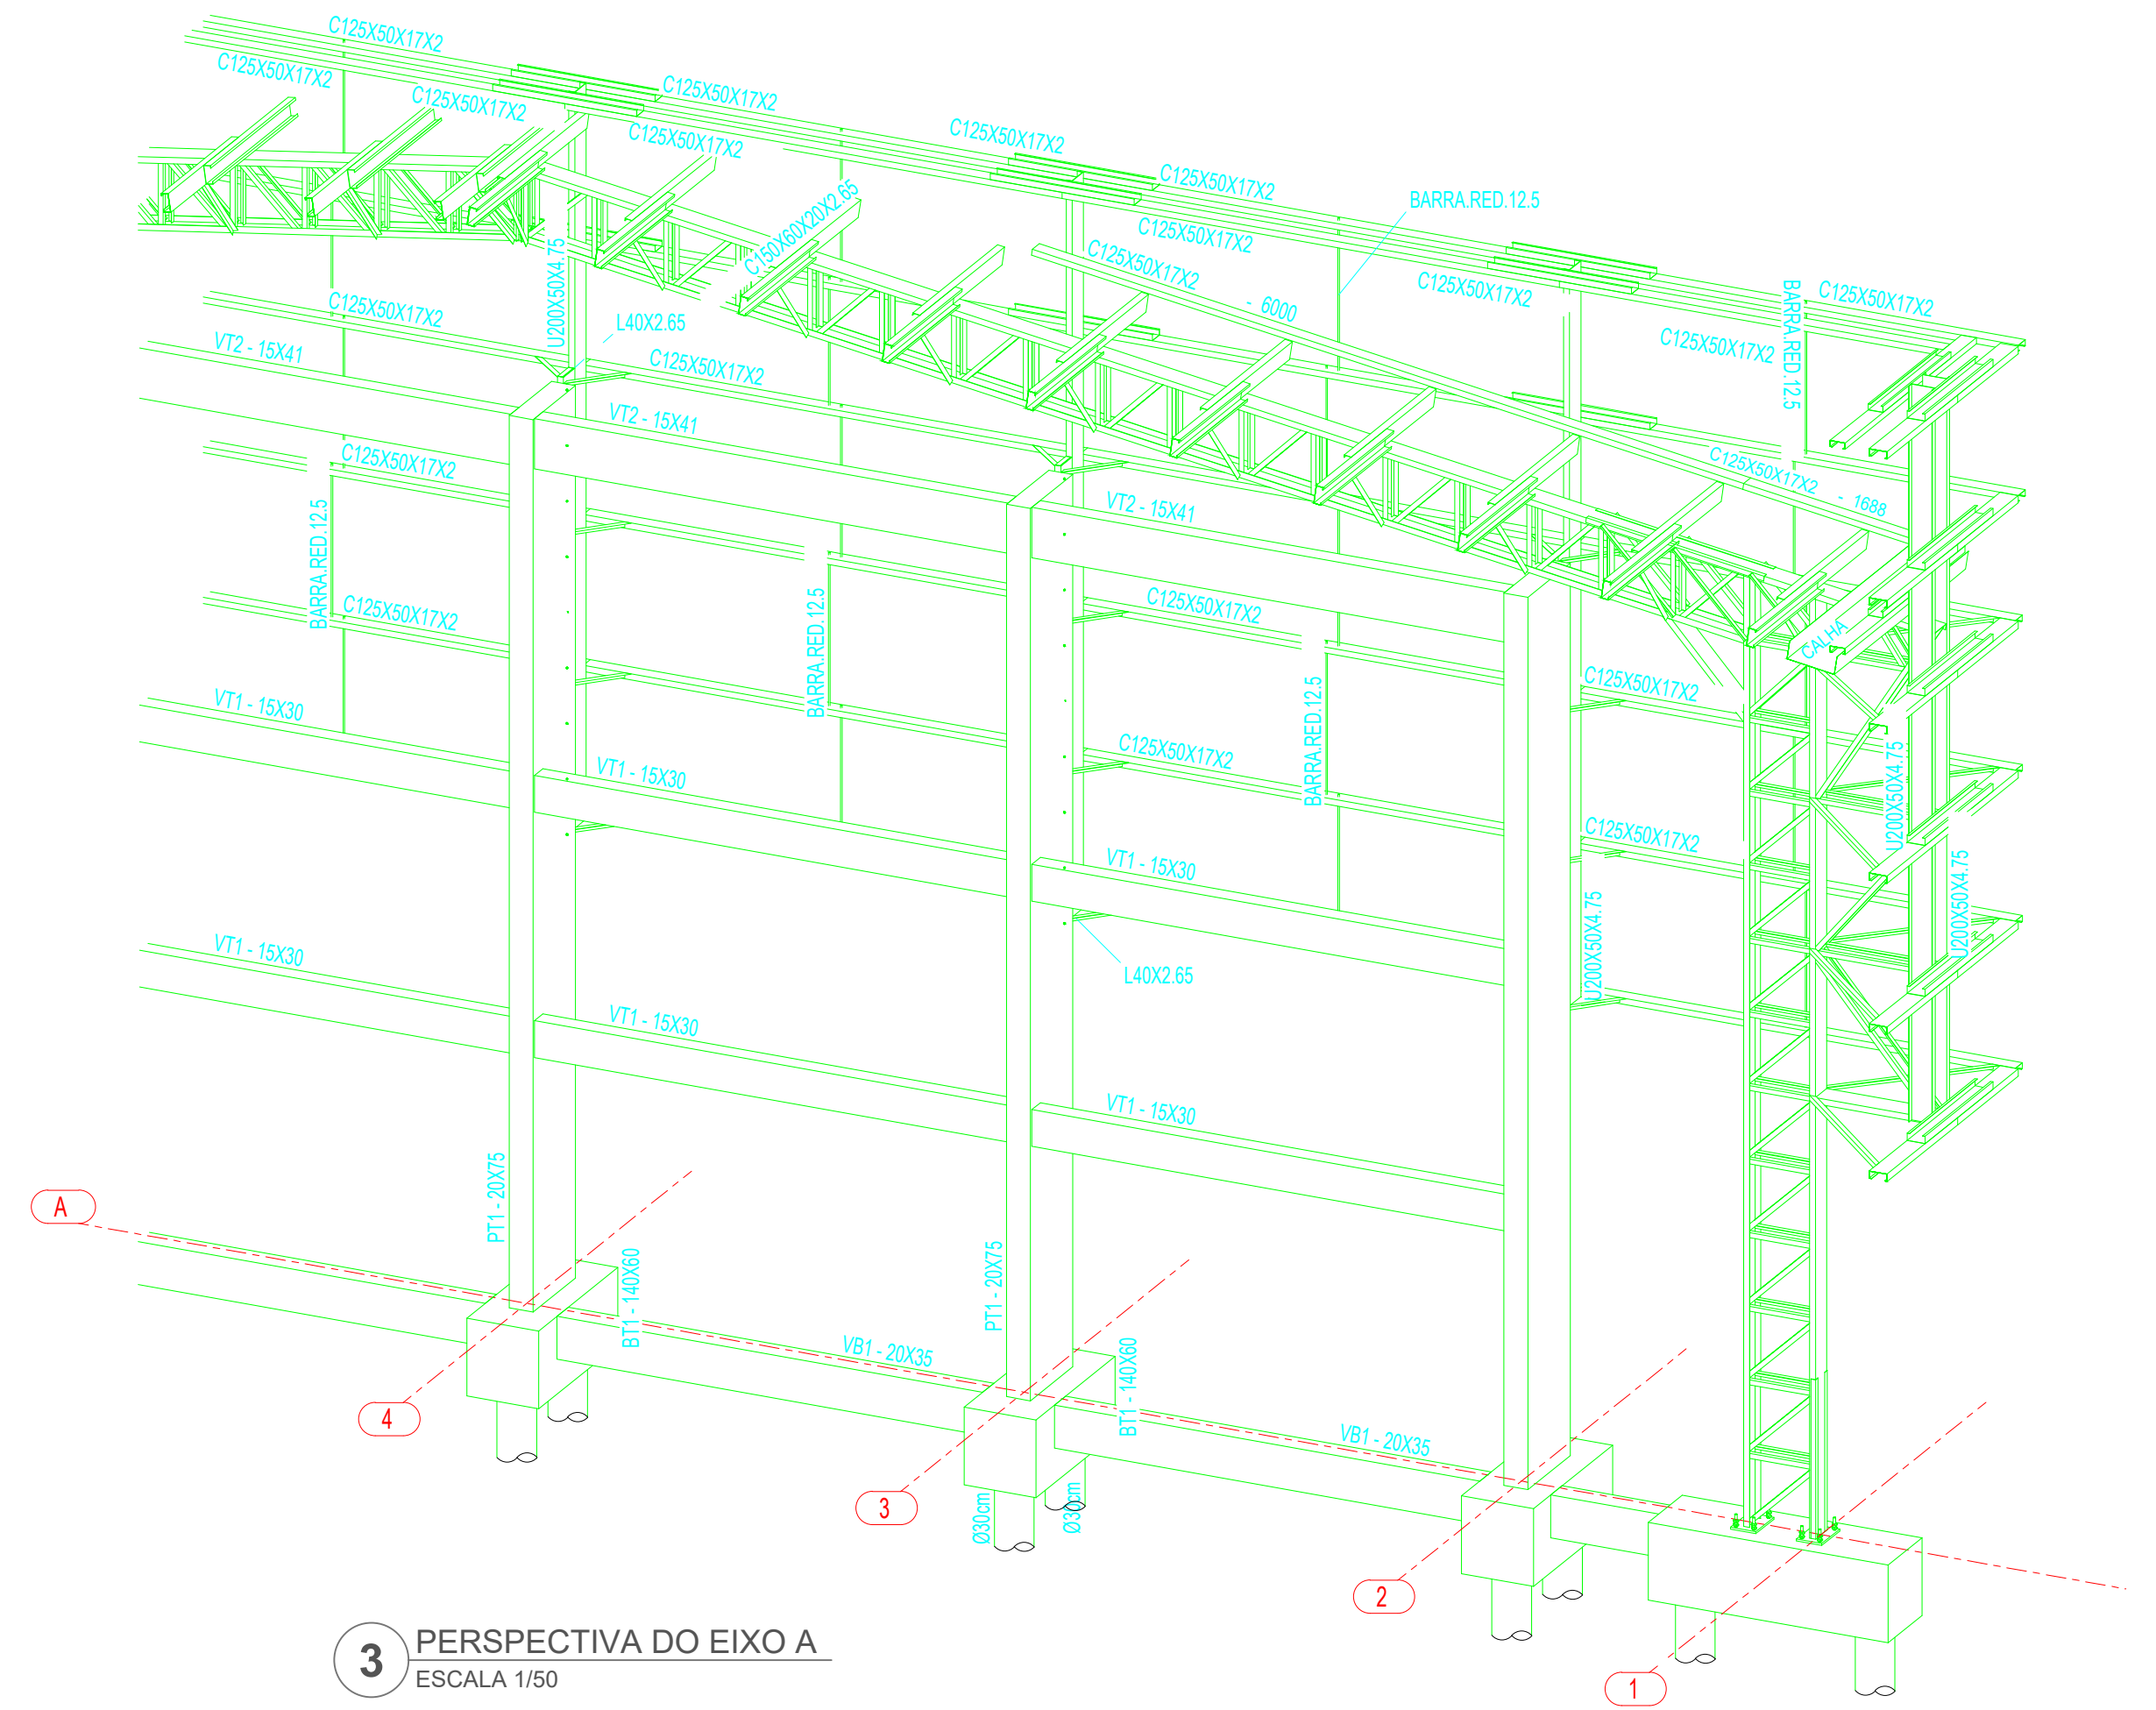 C125X50X17X2
C125X50X17X2
C125X50X17X2
C125X50X17X2
C125X50X17X2
C125X50X17X2
C125X50X17X2
BARRA.RED.12.5
C150X60X20X2.65
C125X50X17X2
C125X50X17X2
- 6000
C125X50X17X2
BARRA.RED.12.5
C125X50X17X2
C125X50X17X2
U200X50X4.75
C125X50X17X2
L40X2.65
VT2 - 15X41
C125X50X17X2
VT2 - 15X41
C125X50X17X2
C125X50X17X2
- 1688
VT2 - 15X41
BARRA.RED.12.5
C125X50X17X2
BARRA.RED.12.5
C125X50X17X2
CALHA
BARRA.RED.12.5
C125X50X17X2
VT1 - 15X30
C125X50X17X2
VT1 - 15X30
U200X50X4.75
C125X50X17X2
VT1 - 15X30
U200X50X4.75
U200X50X4.75
VT1 - 15X30
L40X2.65
VT1 - 15X30
VT1 - 15X30
PT1 - 20X75
A
BT1 - 140X60
PT1 - 20X75
VB1 - 20X35
BT1 - 140X60
4
VB1 - 20X35
3
Ø30cm
Ø30cm
2
1
3
PERSPECTIVA DO EIXO A
ESCALA 1/50